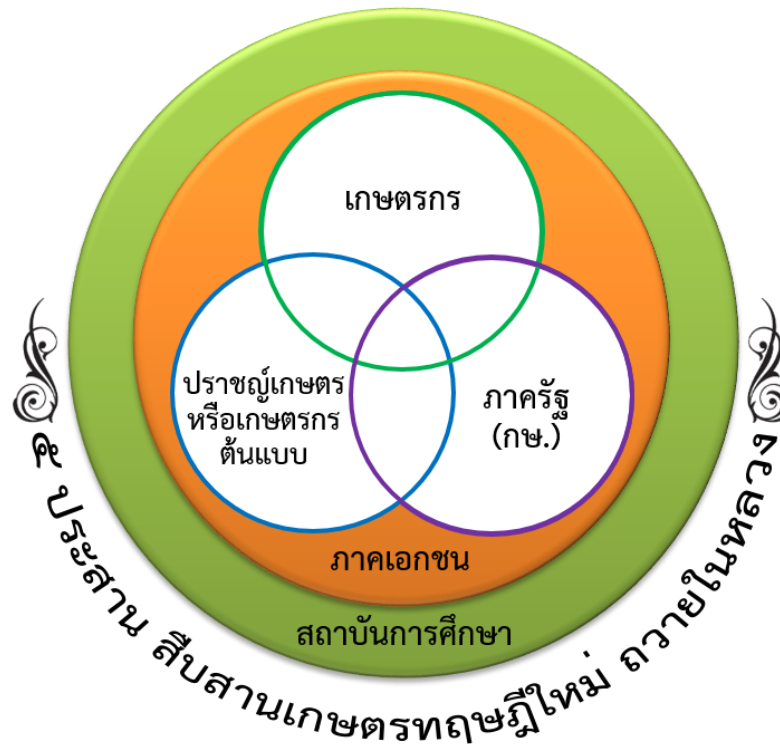 เกษตรกร
ปราชญ์เกษตร
หรือเกษตรกร
ต้นแบบ
ภาครัฐ
(กษ.)
ภาคเอกชน
สถาบันการศึกษา
๕ ประสาน สืบสานเกษตรทฤษฎีใหม่ ถวายในหลวง